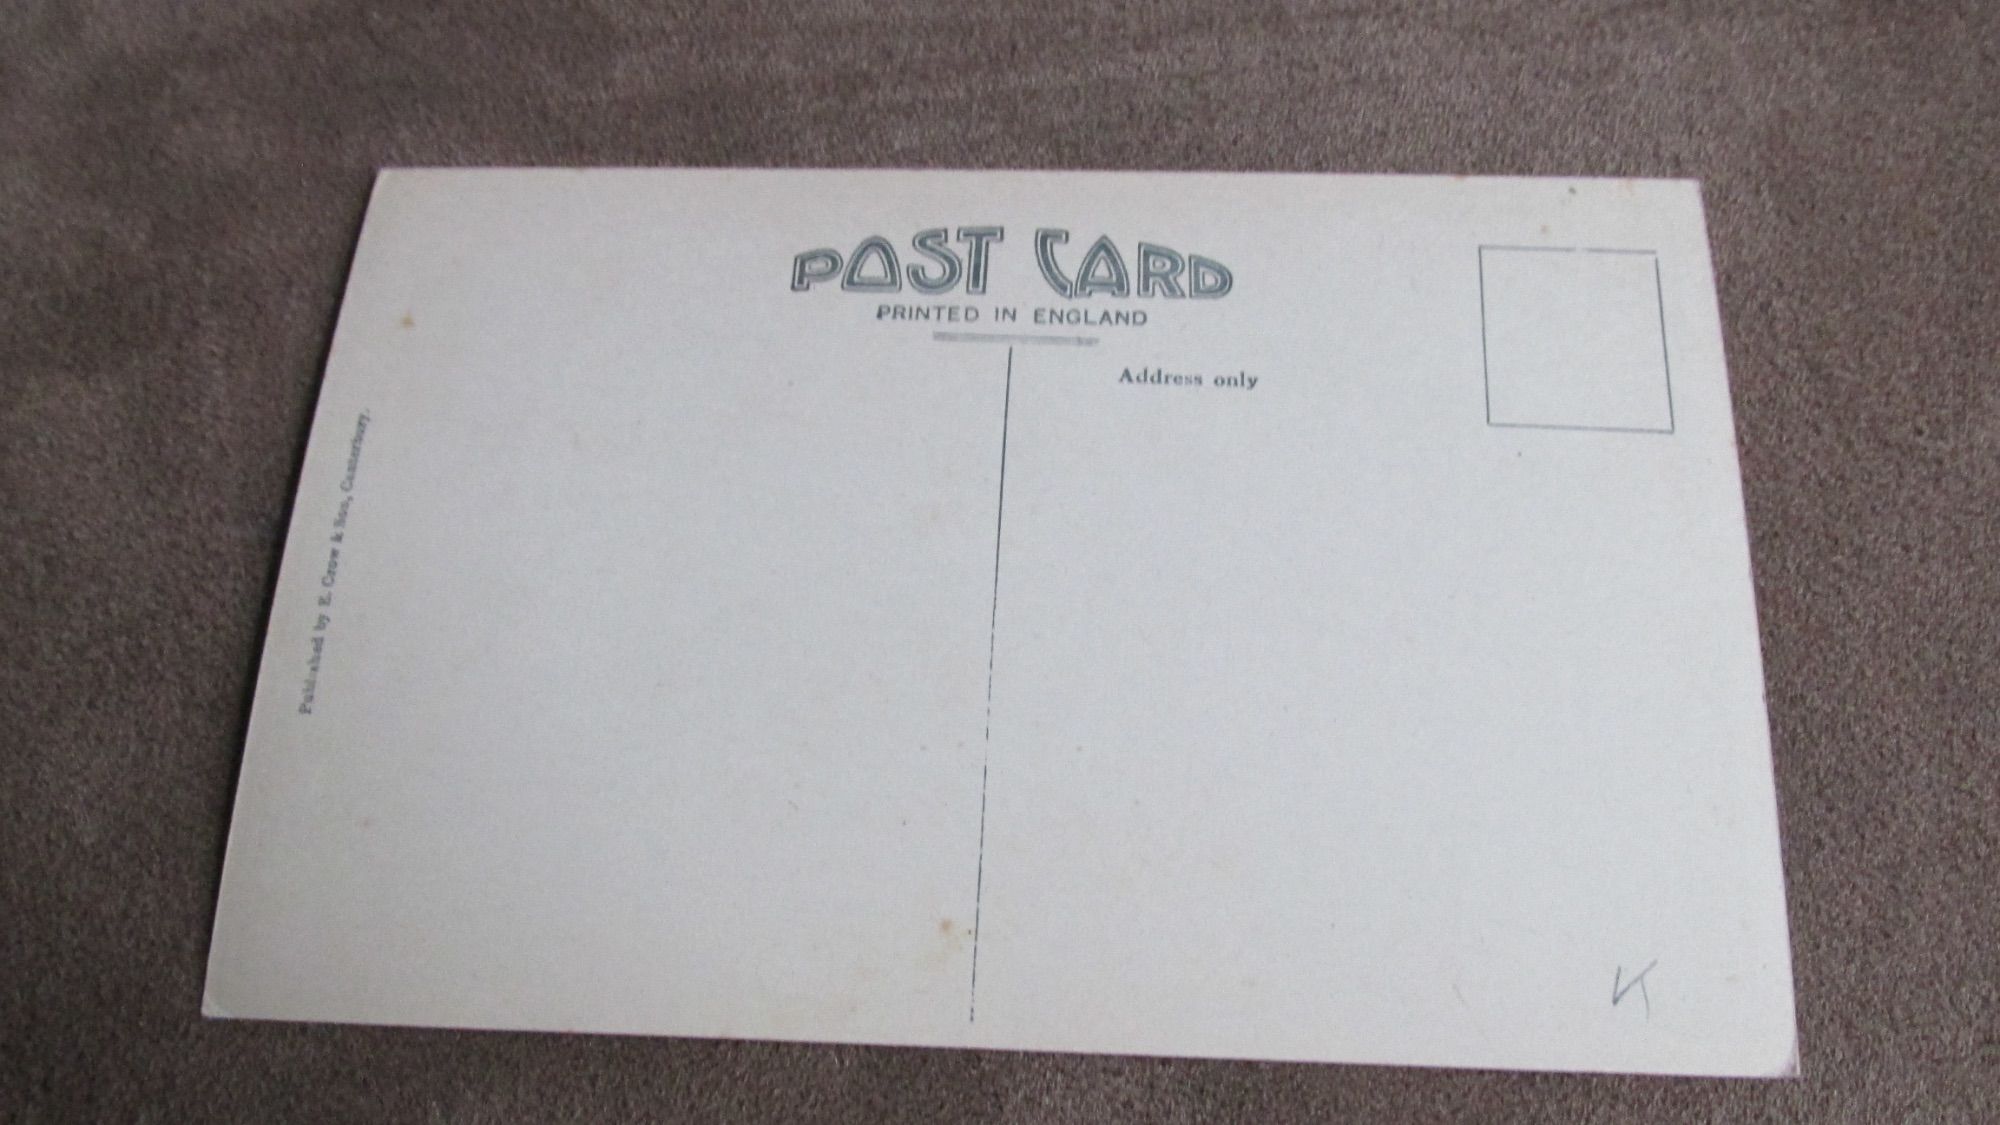 POST CARD
PRINTED IN ENGLAND
Address only
Published by E. Crow & Son, Canterbury.
K